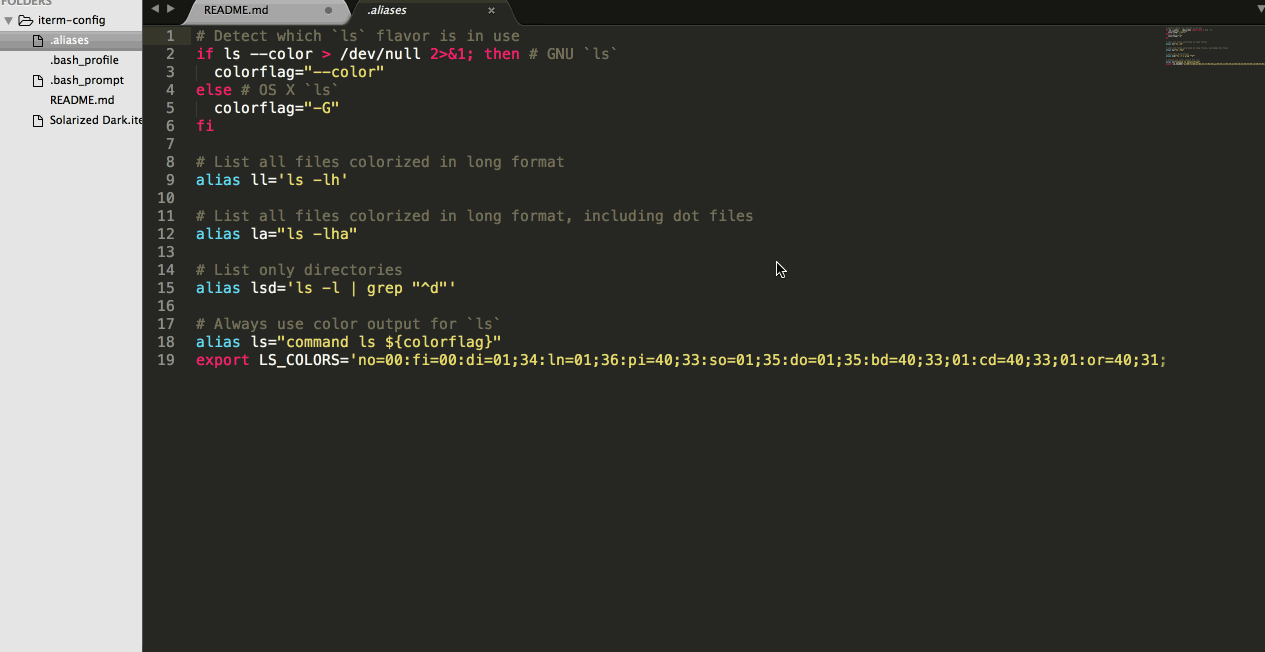 FOLDERS
iterm-config
.aliases
.bash_profile
.bash_prompt
README.md
Solarized Dark.ite
README.md
.aliases
1 # Detect which `ls` flavor is in use
2 if ls --color > /dev/null 2>&1; then # GNU `ls`
3 colorflag="--color"
4 else # OS X `ls`
5 colorflag="-G"
6 fi
7
8 # List all files colorized in long format
9 alias ll='ls -lh'
10
11 # List all files colorized in long format, including dot files
12 alias la="ls -lha"
13
14 # List only directories
15 alias lsd='ls -l | grep "^d"'
16
17 # Always use color output for `ls`
18 alias ls="command ls ${colorflag}"
19 export LS_COLORS='no=00:fi=00:di=01;34:ln=01;36:pi=40;33:so=01;35:do=01;35:bd=40;33;01:cd=40;33;01:or=40;31;